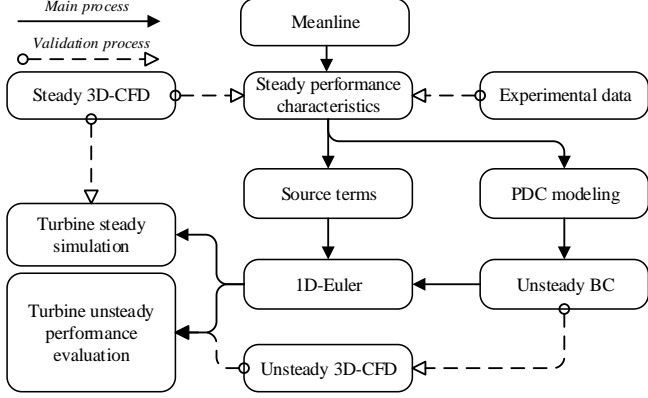 Main process
Validation process
Meanline
Steady 3D-CFD
Steady performance
characteristics
Experimental data
Source terms
PDC modeling
Turbine steady
simulation
1D-Euler
Unsteady BC
Turbine unsteady
performance
evaluation
Unsteady 3D-CFD